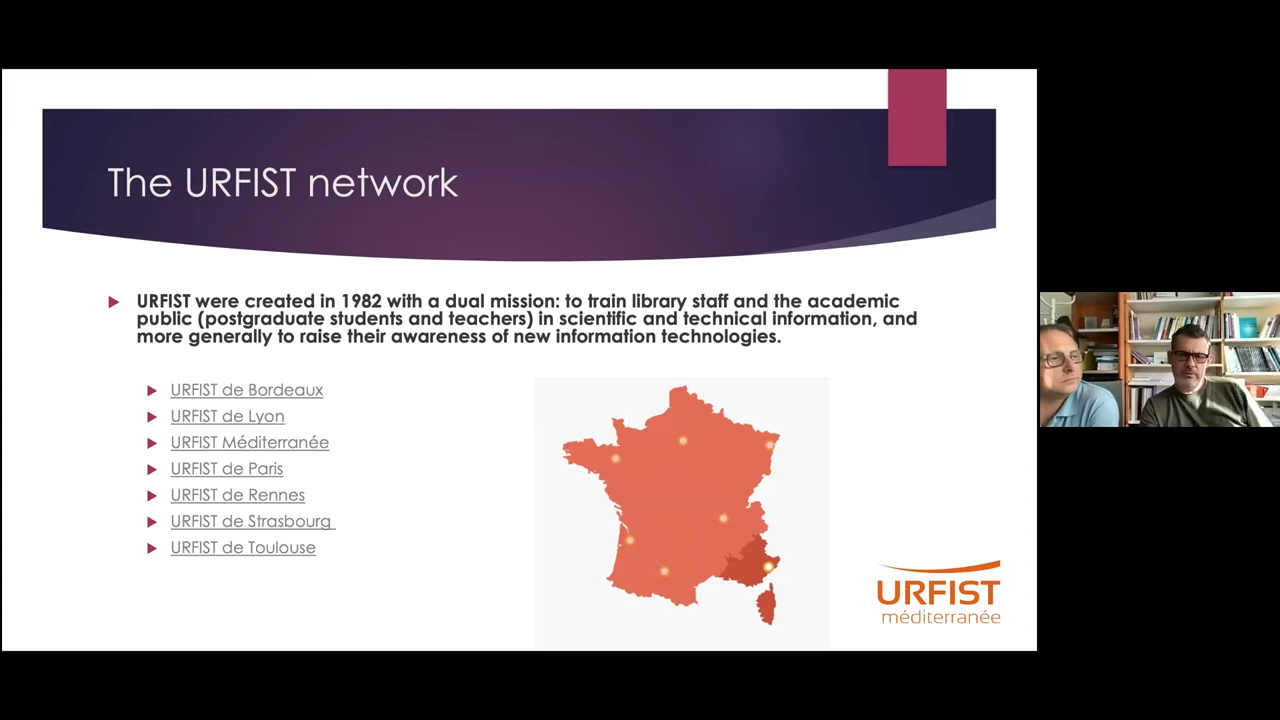 The URFIST network
URFIST were created in 1982 with a dual mission: to train library staff and the academic
public (postgraduate students and teachers) in scientific and technical information, and
more generally to raise their awareness of new information technologies.
URFIST de Bordeaux
URFIST de Lyon
URFIST Méditerranée
URFIST de Paris
URFIST de Rennes
URFIST de Strasbourg
URFIST de Toulouse
URFIST
méditerranée